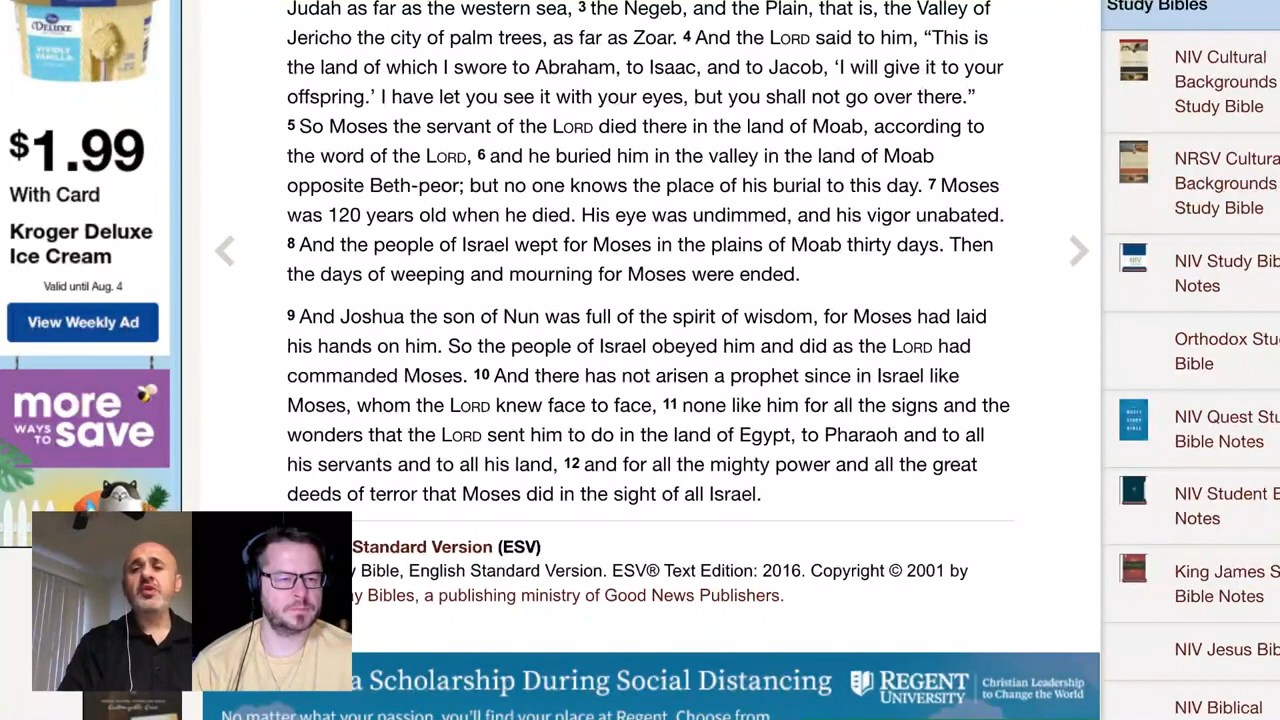 DELUXE
VIVIDLY
VANILLA
$1.99
With Card
Kroger Deluxe
Ice Cream
Valid until Aug. 4
View Weekly Ad
more
WAYS TO save
Judah as far as the western sea, 3 the Negeb, and the Plain, that is, the Valley of
Jericho the city of palm trees, as far as Zoar. 4 And the LORD said to him, “This is
the land of which I swore to Abraham, to Isaac, and to Jacob, ‘I will give it to your
offspring.’ I have let you see it with your eyes, but you shall not go over there.”
5 So Moses the servant of the LORD died there in the land of Moab, according to
the word of the LORD, 6 and he buried him in the valley in the land of Moab
opposite Beth-peor; but no one knows the place of his burial to this day. 7 Moses
was 120 years old when he died. His eye was undimmed, and his vigor unabated.
8 And the people of Israel wept for Moses in the plains of Moab thirty days. Then
the days of weeping and mourning for Moses were ended.
9 And Joshua the son of Nun was full of the spirit of wisdom, for Moses had laid
his hands on him. So the people of Israel obeyed him and did as the LORD had
commanded Moses. 10 And there has not arisen a prophet since in Israel like
Moses, whom the LORD knew face to face, 11 none like him for all the signs and the
wonders that the LORD sent him to do in the land of Egypt, to Pharaoh and to all
his servants and to all his land, 12 and for all the mighty power and all the great
deeds of terror that Moses did in the sight of all Israel.
Standard Version (ESV)
y Bible, English Standard Version. ESV® Text Edition: 2016. Copyright © 2001 by
y Bibles, a publishing ministry of Good News Publishers.
a Scholarship During Social Distancing
REGENT
UNIVERSITY
Christian Leadership
to Change the World
No matter what your passion, you'll find your place at Regent. Choose from
Study Bibles
NIV Cultural
Backgrounds
Study Bible
NRSV Cultura
Backgrounds
Study Bible
NIV Study Bib
Notes
Orthodox Stu
Bible
NIV Quest Stu
Bible Notes
NIV Student B
Notes
King James S
Bible Notes
NIV Jesus Bib
NIV Biblical